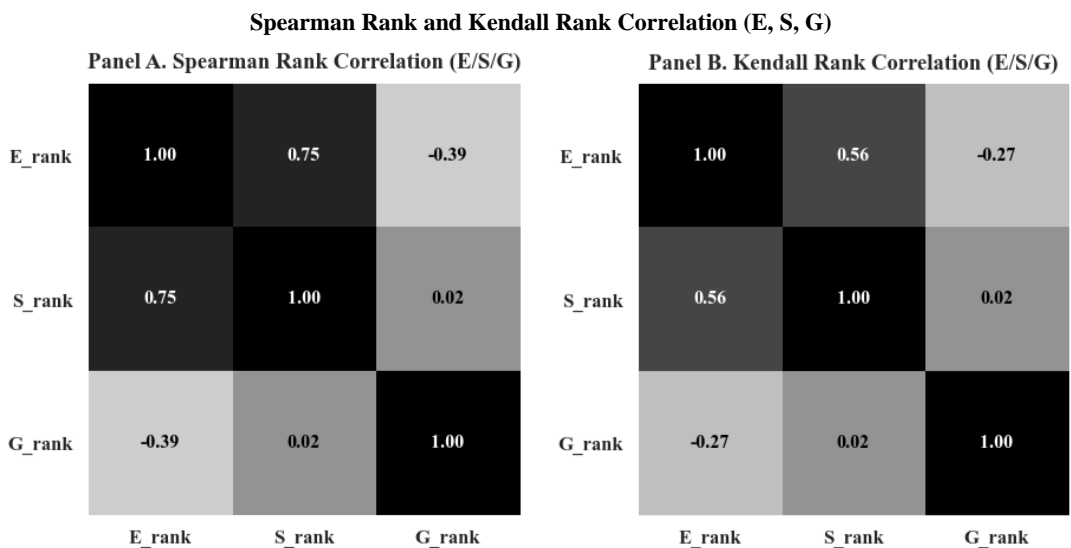 Spearman Rank and Kendall Rank Correlation (E, S, G)
Panel A. Spearman Rank Correlation (E/S/G)
E_rank 1.00 0.75 -0.39
S_rank 0.75 1.00 0.02
G_rank -0.39 0.02 1.00
E_rank S_rank G_rank
Panel B. Kendall Rank Correlation (E/S/G)
E_rank 1.00 0.56 -0.27
S_rank 0.56 1.00 0.02
G_rank -0.27 0.02 1.00
E_rank S_rank G_rank